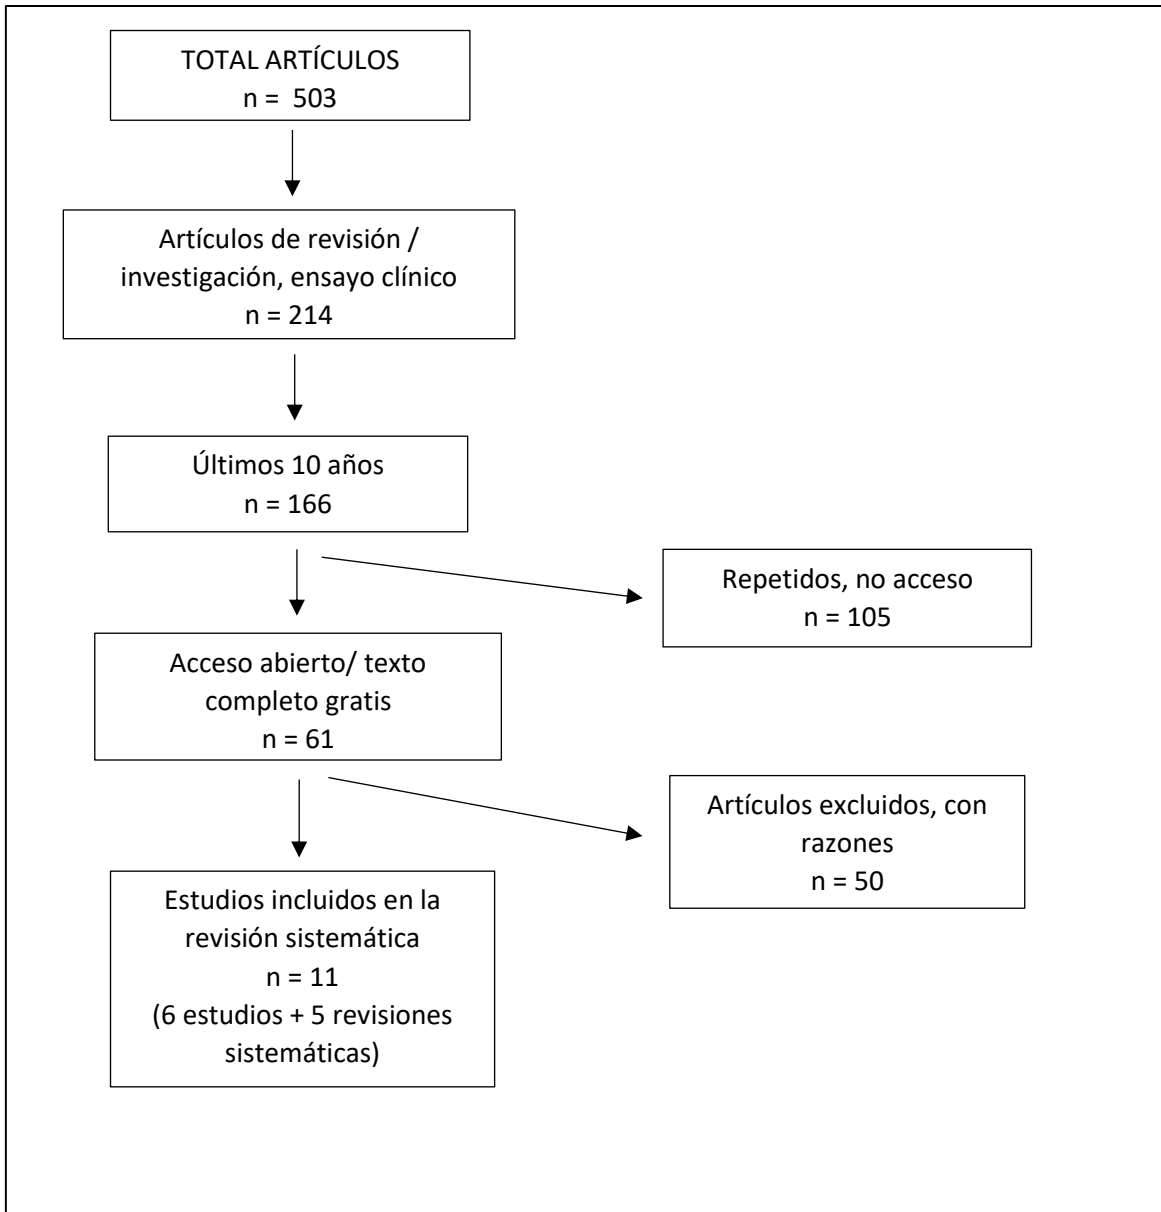 TOTAL ARTÍCULOS
n = 503
Artículos de revisión /
investigación, ensayo clínico
n = 214
Últimos 10 años
n = 166
Repetidos, no acceso
n = 105
Acceso abierto/ texto
completo gratis
n = 61
Artículos excluidos, con
razones
n = 50
Estudios incluidos en la
revisión sistemática
n = 11
(6 estudios + 5 revisiones
sistemáticas)